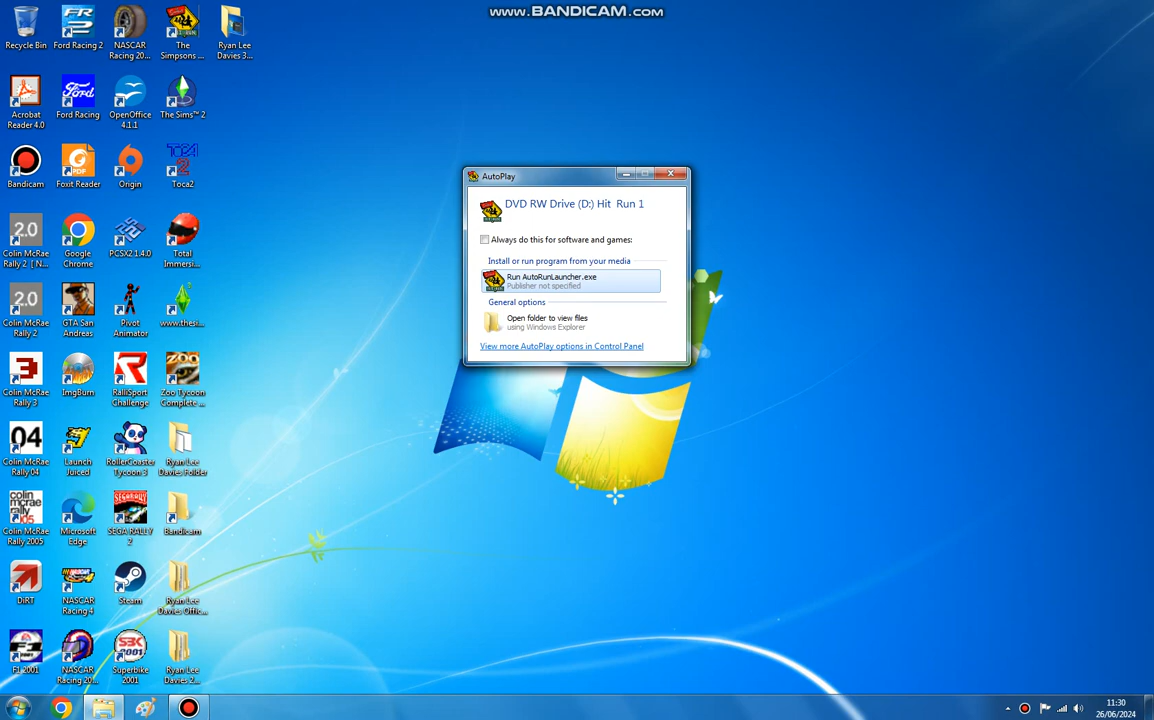 www.BANDICAM.com
Recycle Bin
Ford Racing 2
NASCAR
Racing 20...
The
Simpsons ...
Ryan Lee
Davies 3...
Acrobat
Reader 4.0
Ford Racing
OpenOffice
4.1.1
The Sims™ 2
Bandicam
Foxit Reader
Origin
Toca2
Colin McRae
Rally 2 [ N...
Google
Chrome
PCSX2 1.4.0
Total
Immersi...
Colin McRae
Rally 2
GTA San
Andreas
Pivot
Animator
www.thesi...
Colin McRae
Rally 3
ImgBurn
RalliSport
Challenge
Zoo Tycoon
Complete ...
Colin McRae
Rally 04
Launch
Juiced
RollerCoaster
Tycoon 3
Ryan Lee
Davies Folder
Colin McRae
Rally 2005
Microsoft
Edge
SEGA RALLY
2
Bandicam
DiRT
NASCAR
Racing 4
Steam
Ryan Lee
Davies Offic...
F1 2001
NASCAR
Racing 20...
Superbike
2001
Ryan Lee
Davies 2...
AutoPlay
DVD RW Drive (D:) Hit Run 1
Always do this for software and games:
Install or run program from your media
Run AutoRunLauncher.exe
Publisher not specified
General options
Open folder to view files
using Windows Explorer
View more AutoPlay options in Control Panel
11:30
26/06/2024